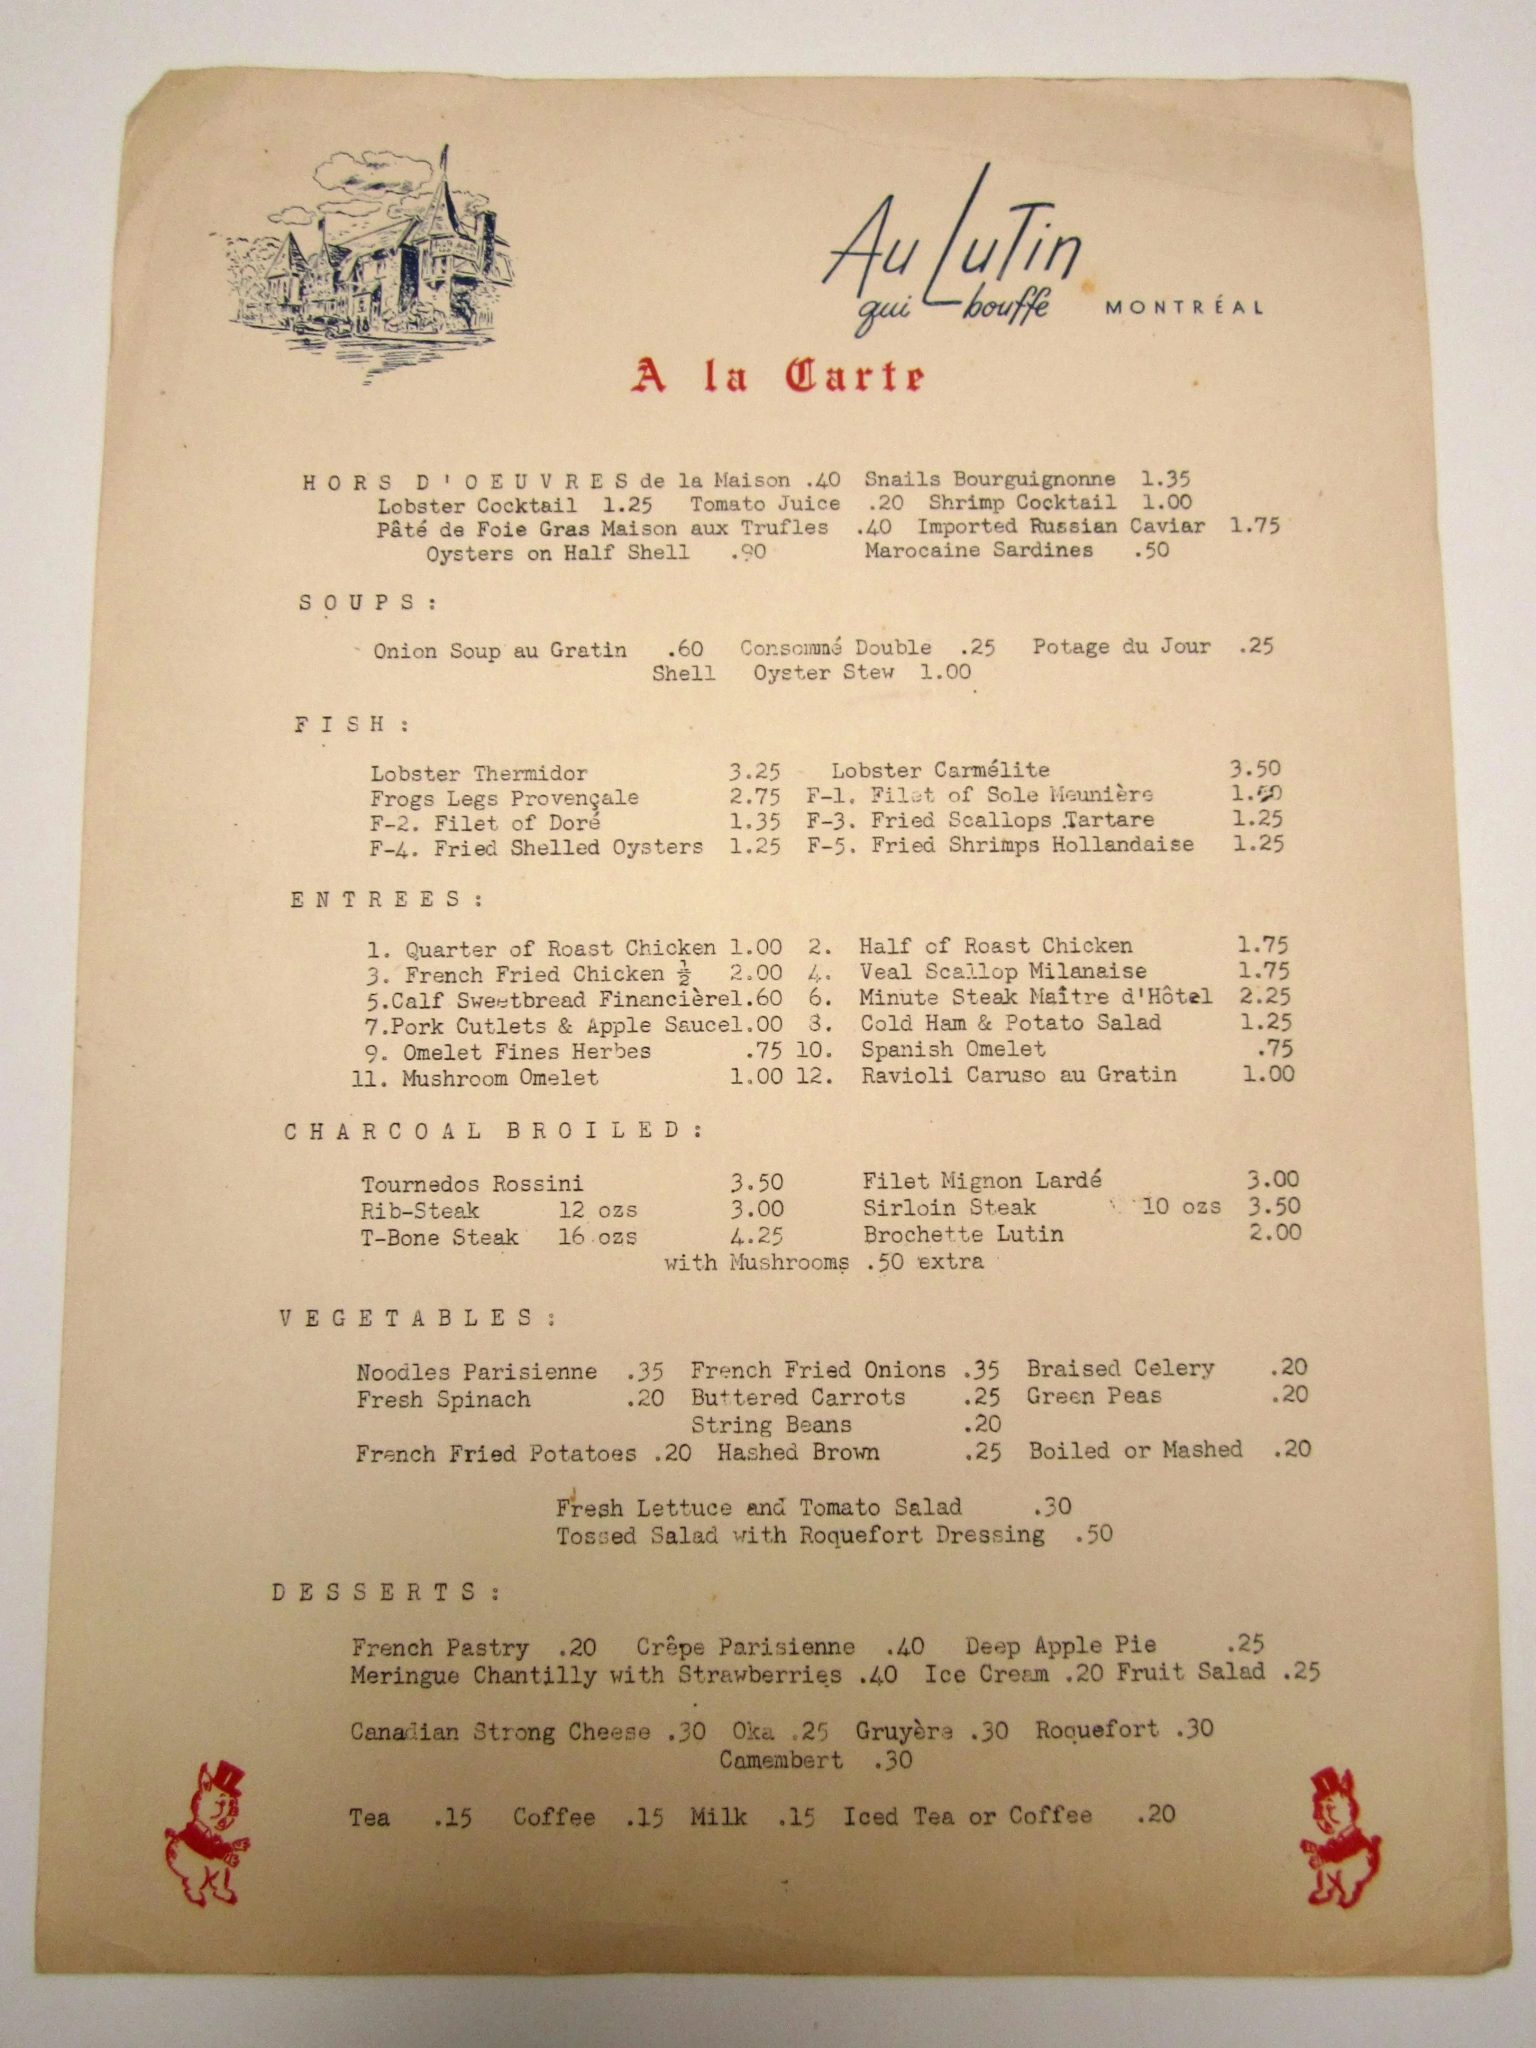 Au Lutin
qui bouffe MONTRÉAL
A la Carte
HORS D'OEUVRES de la Maison .40 Snails Bourguignonne 1.35
Lobster Cocktail 1.25 Tomato Juice .20 Shrimp Cocktail 1.00
Pâté de Foie Gras Maison aux Trufles .40 Imported Russian Caviar 1.75
Oysters on Half Shell .90 Marocaine Sardines .50
SOUPS:
Onion Soup au Gratin .60 Consommé Double .25 Potage du Jour .25
Shell Oyster Stew 1.00
FISH:
Lobster Thermidor 3.25 Lobster Carmélite 3.50
Frogs Legs Provençale 2.75 F-1. Filet of Sole Meunière
F-2. Filet of Doré 1.35 F-3. Fried Scallops Tartare 1.25
F-4. Fried Shelled Oysters 1.25 F-5. Fried Shrimps Hollandaise 1.25
ENTREES:
1. Quarter of Roast Chicken 1.00 2. Half of Roast Chicken 1.75
3. French Fried Chicken ½ 2.00 4. Veal Scallop Milanaise 1.75
5.Calf Sweetbread Financière1.60 6. Minute Steak Maître d'Hôtel 2.25
7.Pork Cutlets & Apple Sauce1.00 8. Cold Ham & Potato Salad 1.25
9. Omelet Fines Herbes .75 10. Spanish Omelet .75
11. Mushroom Omelet 1.00 12. Ravioli Caruso au Gratin 1.00
CHARCOAL BROILED:
Tournedos Rossini 3.50 Filet Mignon Lardé 3.00
Rib-Steak 12 ozs 3.00 Sirloin Steak 10 ozs 3.50
T-Bone Steak 16 ozs 4.25 Brochette Lutin 2.00
with Mushrooms .50 extra
VEGETABLES:
Noodles Parisienne .35 French Fried Onions .35 Braised Celery .20
Fresh Spinach .20 Buttered Carrots .25 Green Peas .20
String Beans .20
French Fried Potatoes .20 Hashed Brown .25 Boiled or Mashed .20
Fresh Lettuce and Tomato Salad .30
Tossed Salad with Roquefort Dressing .50
DESSERTS:
French Pastry .20 Crêpe Parisienne .40 Deep Apple Pie .25
Meringue Chantilly with Strawberries .40 Ice Cream .20 Fruit Salad .25
Canadian Strong Cheese .30 Oka .25 Gruyère .30 Roquefort .30
Camembert .30
Tea .15 Coffee .15 Milk .15 Iced Tea or Coffee .20